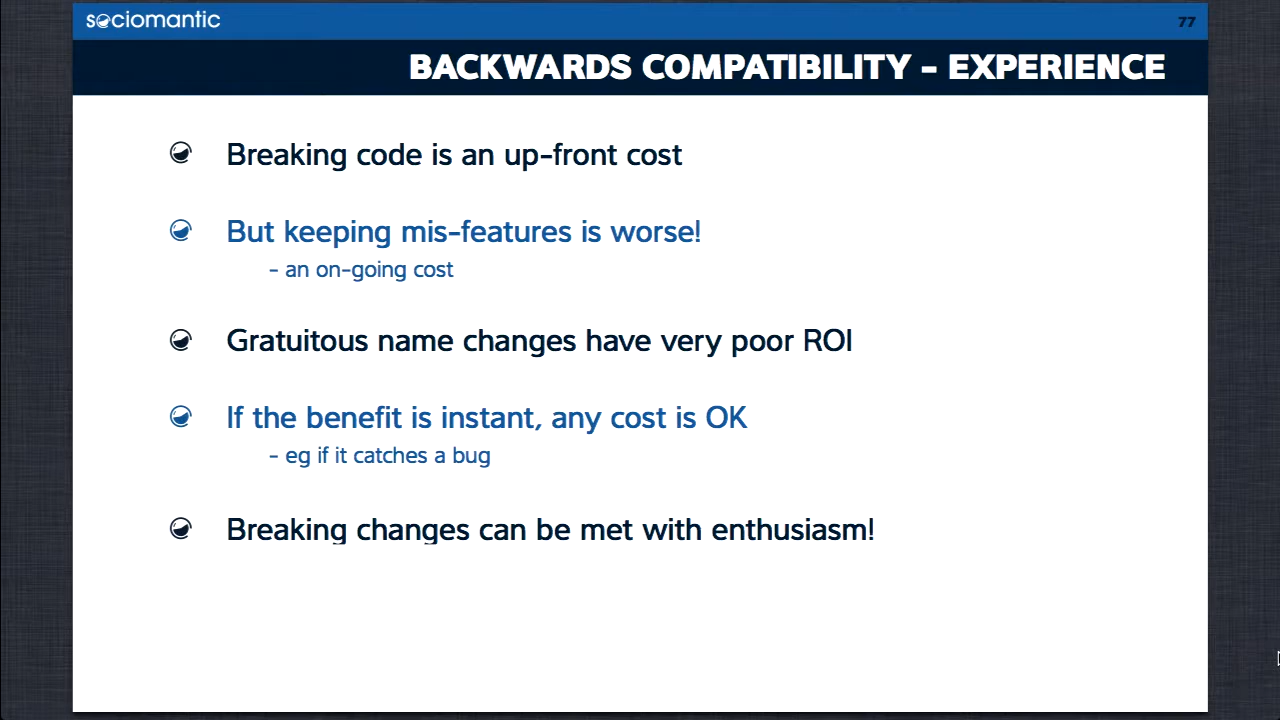 sociomantic
77
BACKWARDS COMPATIBILITY - EXPERIENCE
Breaking code is an up-front cost
But keeping mis-features is worse!
- an on-going cost
Gratuitous name changes have very poor ROI
If the benefit is instant, any cost is OK
- eg if it catches a bug
Breaking changes can be met with enthusiasm!